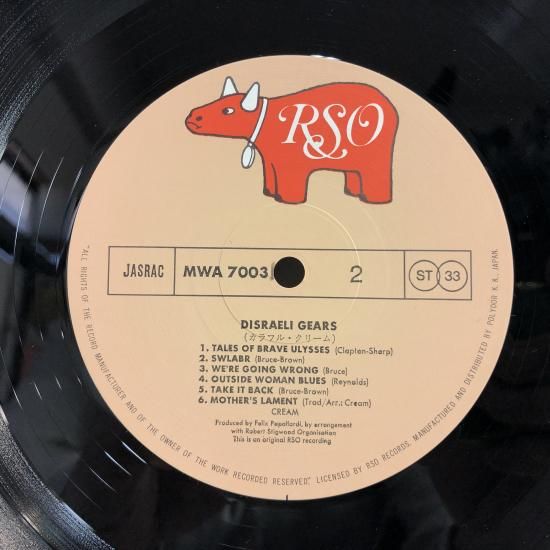 RSO
JASRAC MWA 7003 2 ST 33
DISRAELI GEARS
(カラフル・クリーム)
1. TALES OF BRAVE ULYSSES (Clapton-Sharp)
2. SWLABR (Bruce-Brown)
3. WE'RE GOING WRONG (Bruce)
4. OUTSIDE WOMAN BLUES (Reynolds)
5. TAKE IT BACK (Bruce-Brown)
6. MOTHER'S LAMENT (Trad/Arr.: Cream)
CREAM
Produced by Felix Pappallardi, by arrangement
with Robert Stigwood Organisation
This is an original RSO recording
"ALL RIGHTS OF THE RECORD MANUFACTURER AND OF THE OWNER OF THE WORK RECORDED RESERVED". LICENSED BY RSO RECORDS. MANUFACTURED AND DISTRIBUTED BY POLYDOR K. K., JAPAN.